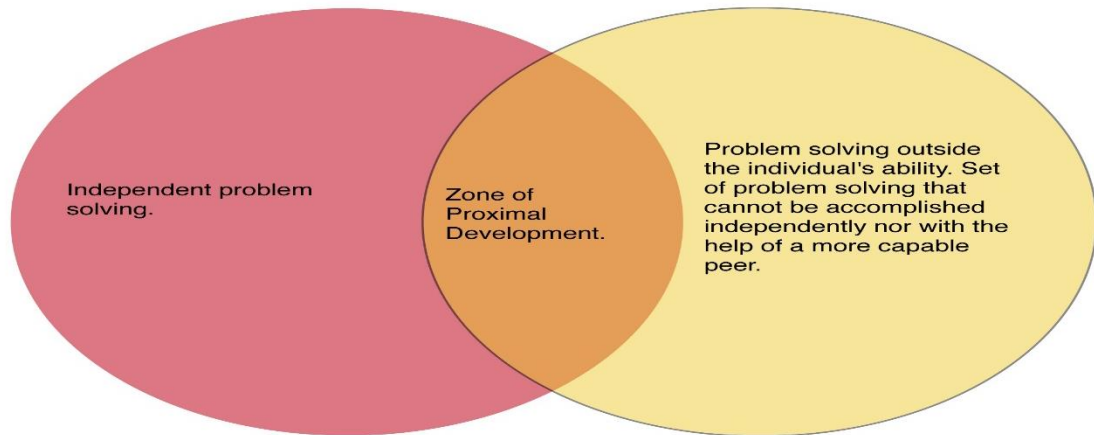 Independent problem
solving.
Zone of
Proximal
Development.
Problem solving outside
the individual's ability. Set
of problem solving that
cannot be accomplished
independently nor with the
help of a more capable
peer.